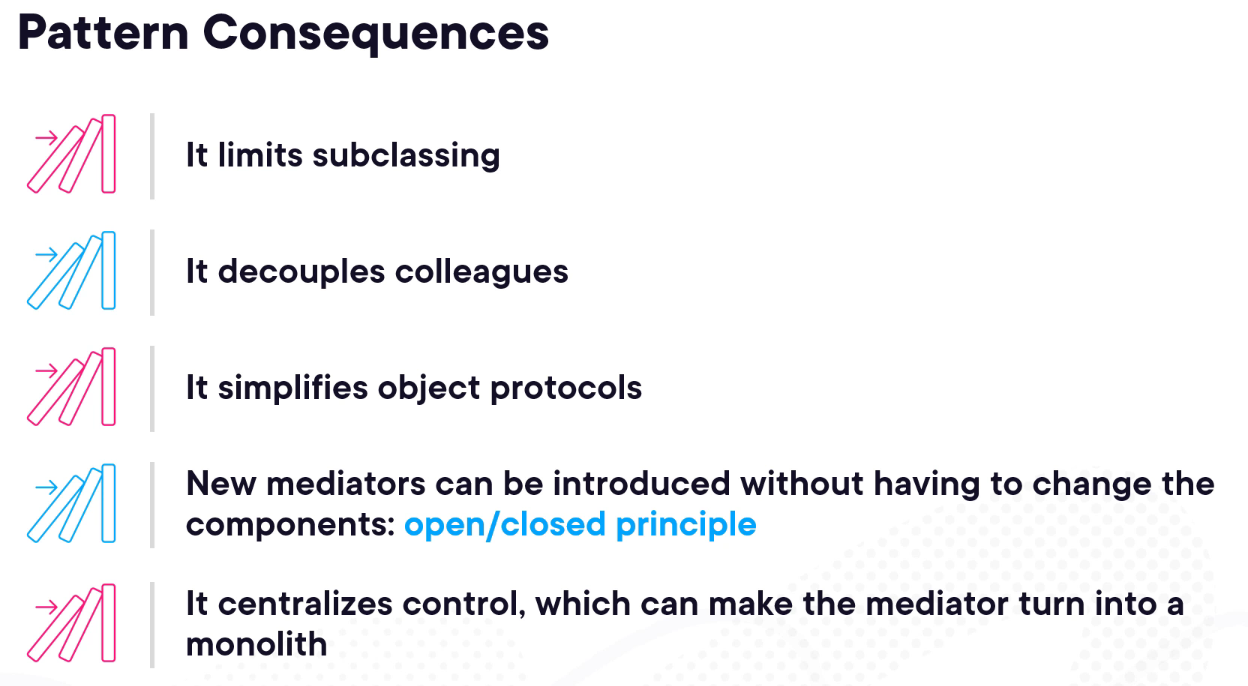 Pattern Consequences
It limits subclassing
It decouples colleagues
It simplifies object protocols
New mediators can be introduced without having to change the
components: open/closed principle
It centralizes control, which can make the mediator turn into a
monolith